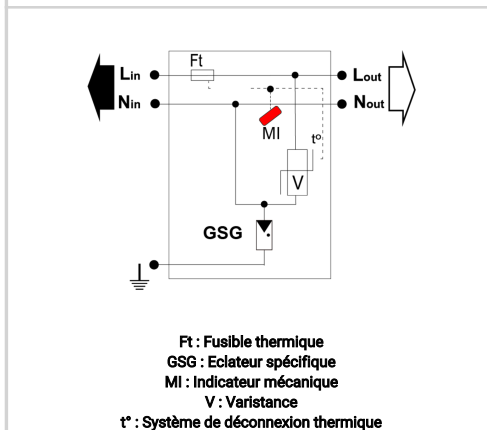 Ft
Lin
Lout
Nin
Nout
MI
t°
V
GSG
Ft : Fusible thermique
GSG : Eclateur spécifique
MI : Indicateur mécanique
V : Varistance
t° : Système de déconnexion thermique